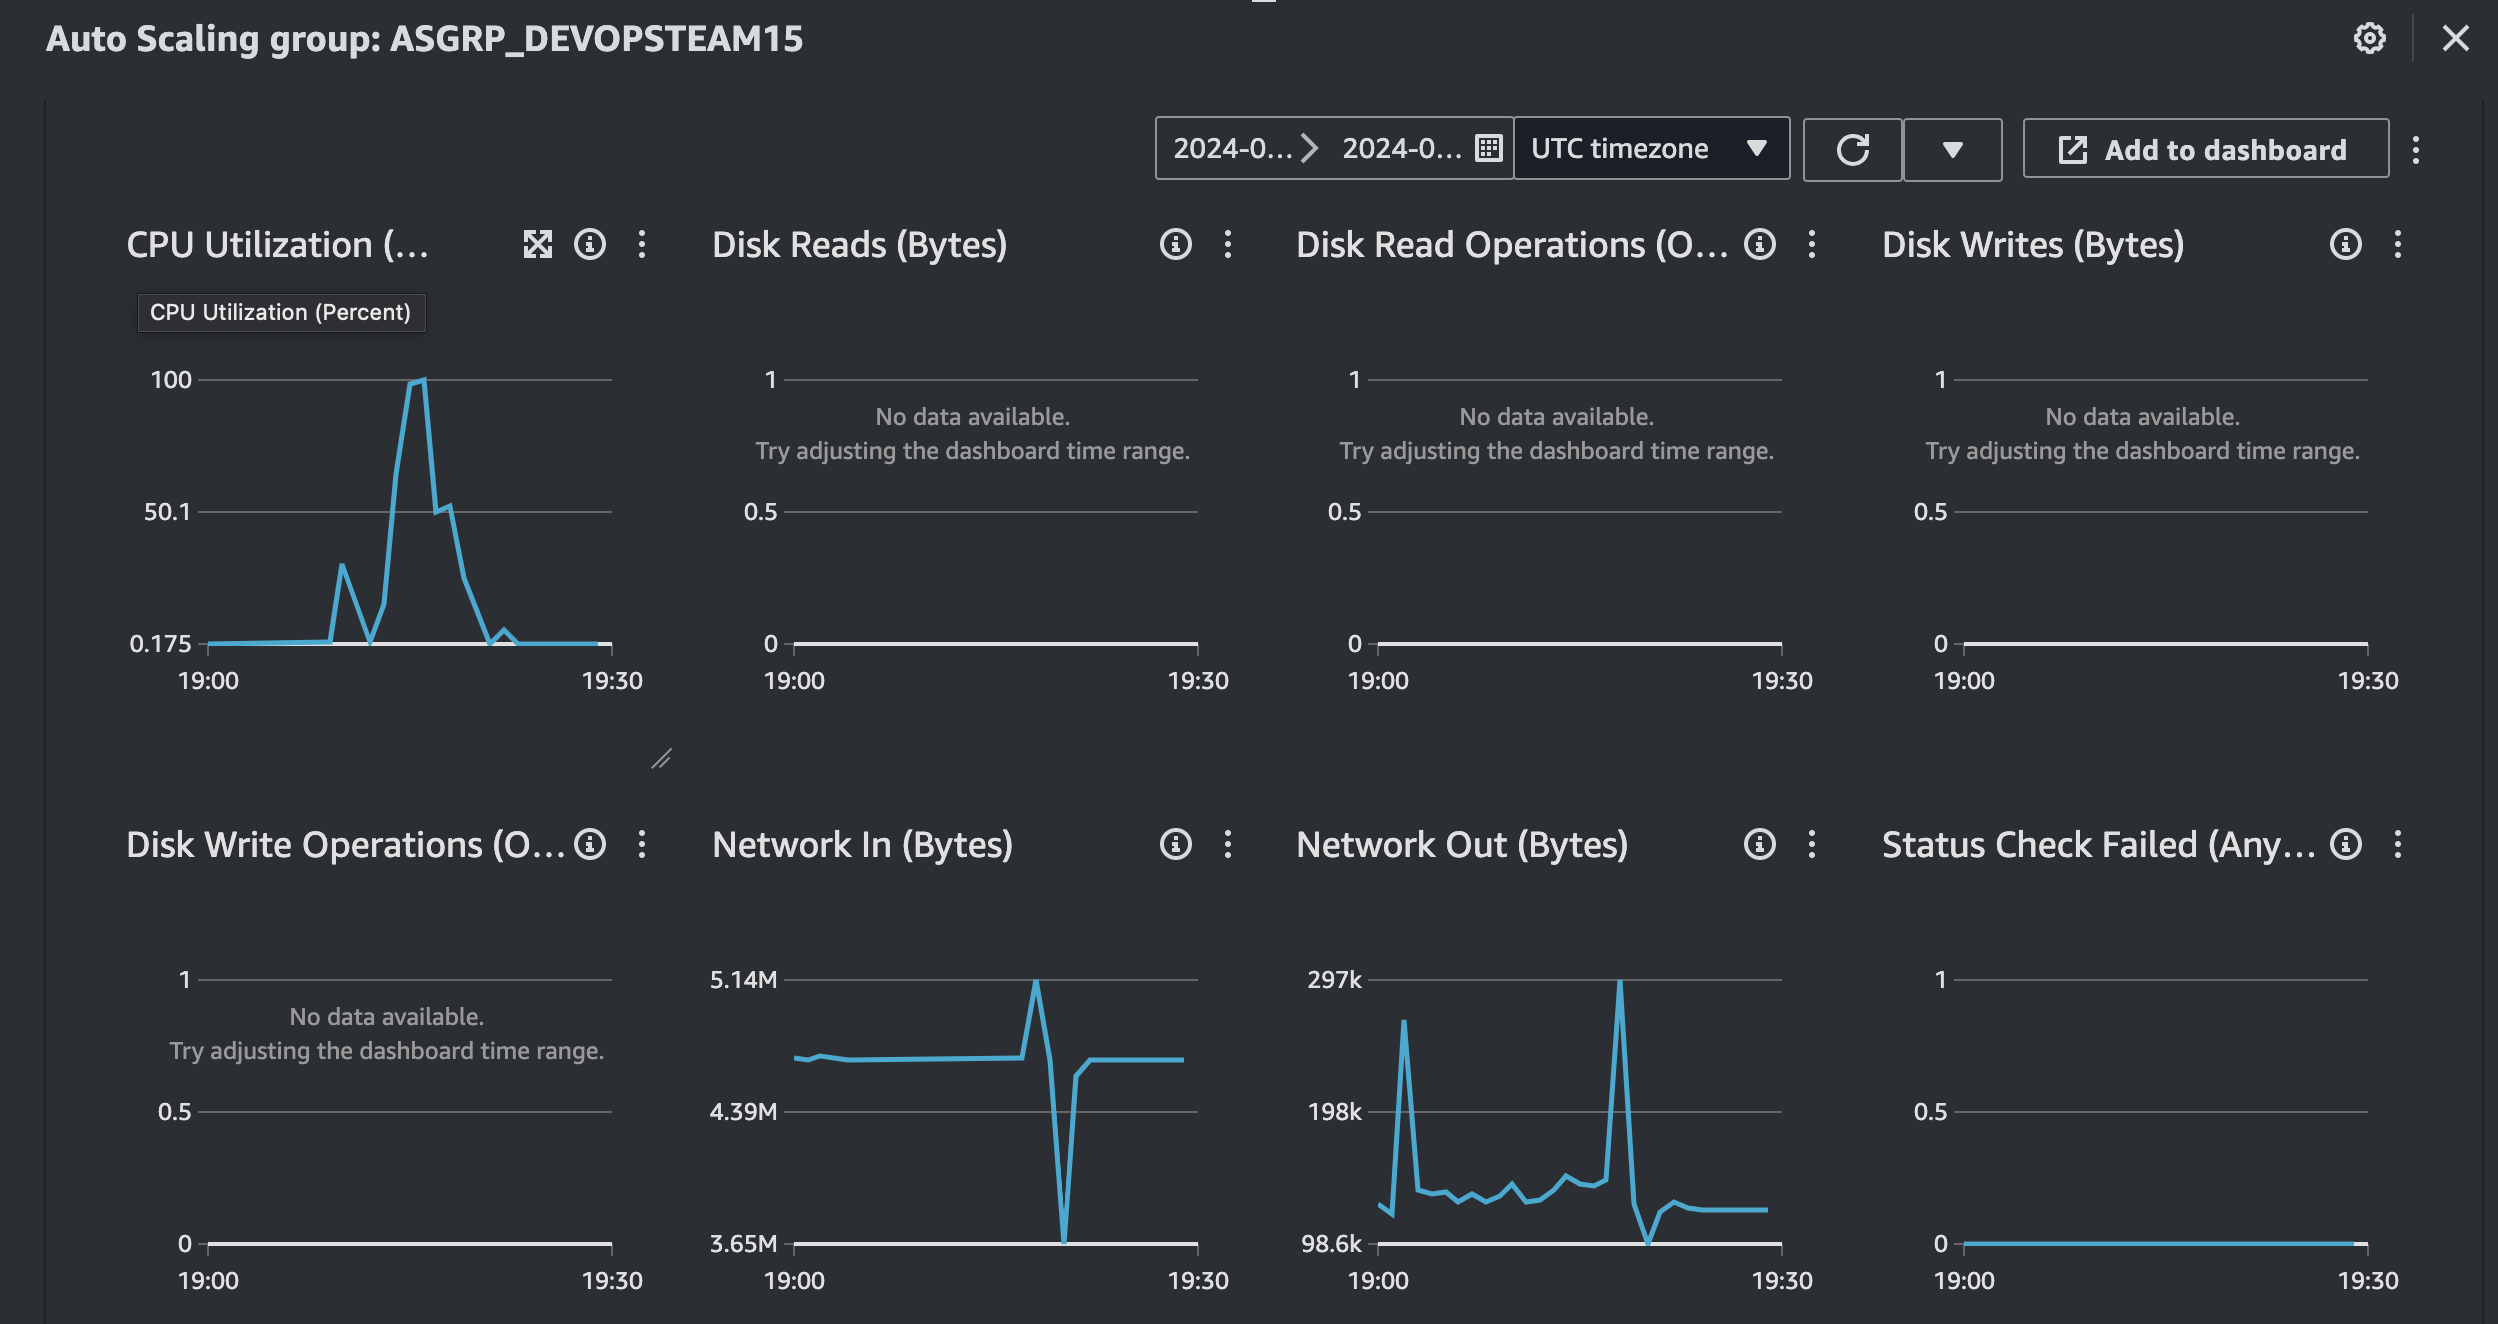 Auto Scaling group: ASGRP_DEVOPSTEAM15
2024-0... 2024-0... UTC timezone Add to dashboard
CPU Utilization (...
CPU Utilization (Percent)
100
50.1
0.175
19:00 19:30
Disk Reads (Bytes)
1
No data available.
Try adjusting the dashboard time range.
0.5
0
19:00 19:30
Disk Read Operations (O...
1
No data available.
Try adjusting the dashboard time range.
0.5
0
19:00 19:30
Disk Writes (Bytes)
1
No data available.
Try adjusting the dashboard time range.
0.5
0
19:00 19:30
Disk Write Operations (O...
1
No data available.
Try adjusting the dashboard time range.
0.5
0
19:00 19:30
Network In (Bytes)
5.14M
4.39M
3.65M
19:00 19:30
Network Out (Bytes)
297k
198k
98.6k
19:00 19:30
Status Check Failed (Any...
1
0.5
0
19:00 19:30